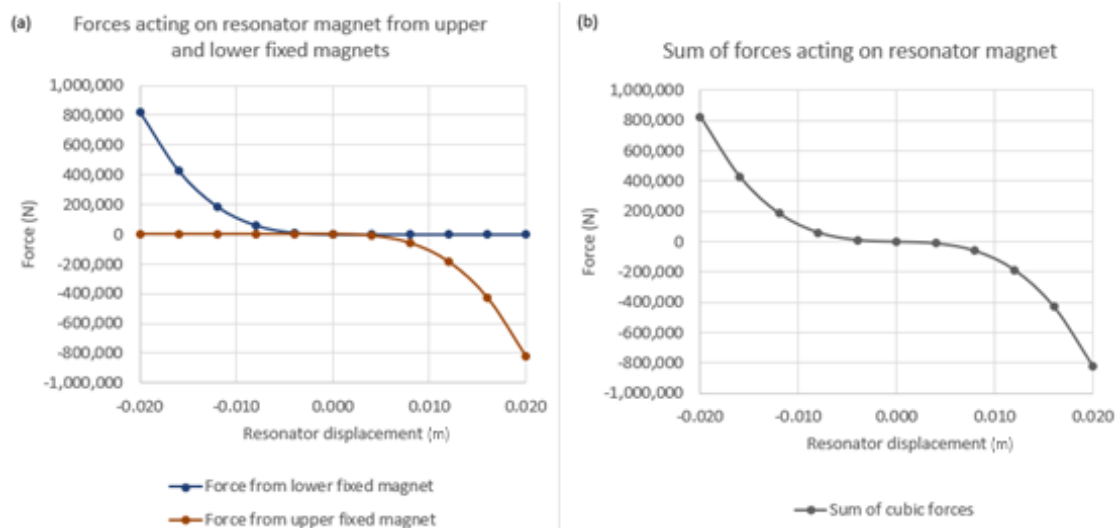 (a)
Forces acting on resonator magnet from upper
and lower fixed magnets
1,000,000
800,000
600,000
400,000
200,000
0
-200,000
-400,000
-600,000
-800,000
-1,000,000
Force (N)
-0.020
-0.010
0.000
0.010
0.020
Resonator displacement (m)
Force from lower fixed magnet
Force from upper fixed magnet
(b)
Sum of forces acting on resonator magnet
1,000,000
800,000
600,000
400,000
200,000
0
-200,000
-400,000
-600,000
-800,000
-1,000,000
Force (N)
-0.020
-0.010
0.000
0.010
0.020
Resonator displacement (m)
Sum of cubic forces